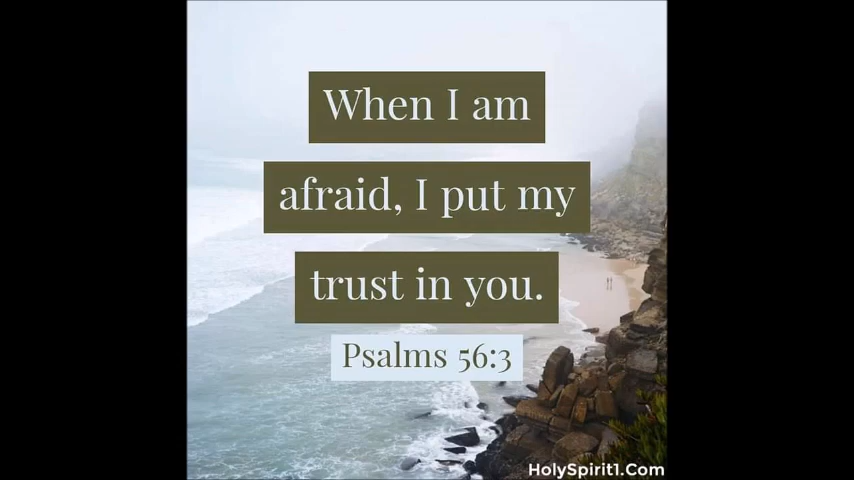 When I am
afraid, I put my
trust in you.
Psalms 56:3
HolySpirit1.Com